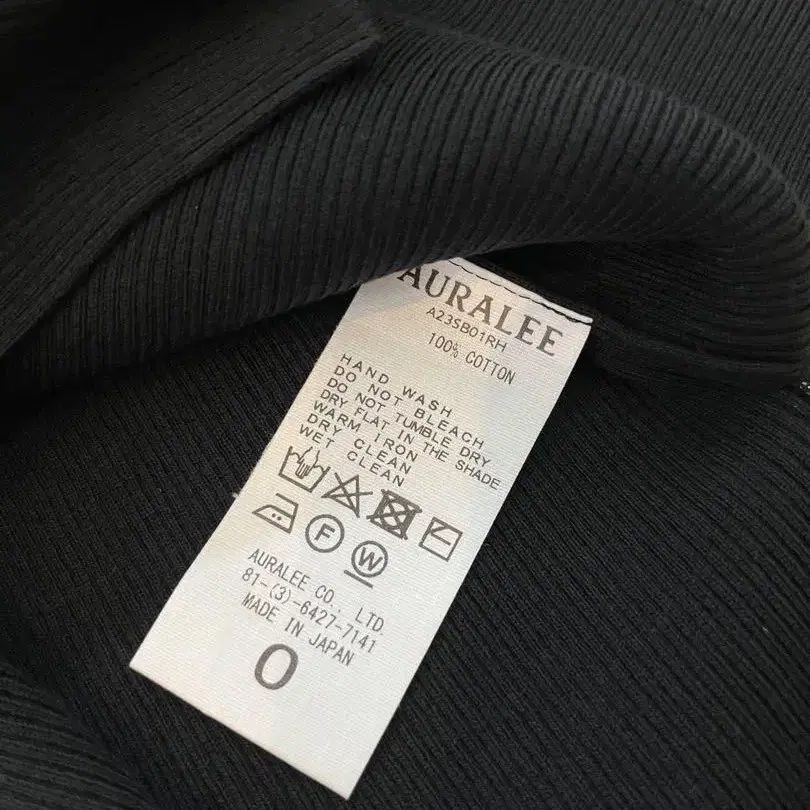 AURALEE
A23SB01RH
100% COTTON
HAND WASH
DO NOT BLEACH
DO NOT TUMBLE DRY
DRY FLAT IN THE SHADE
WARM IRON
DRY CLEAN
WET CLEAN
F
W
AURALEE CO., LTD.
81-(3)-6427-7141
MADE IN JAPAN
0